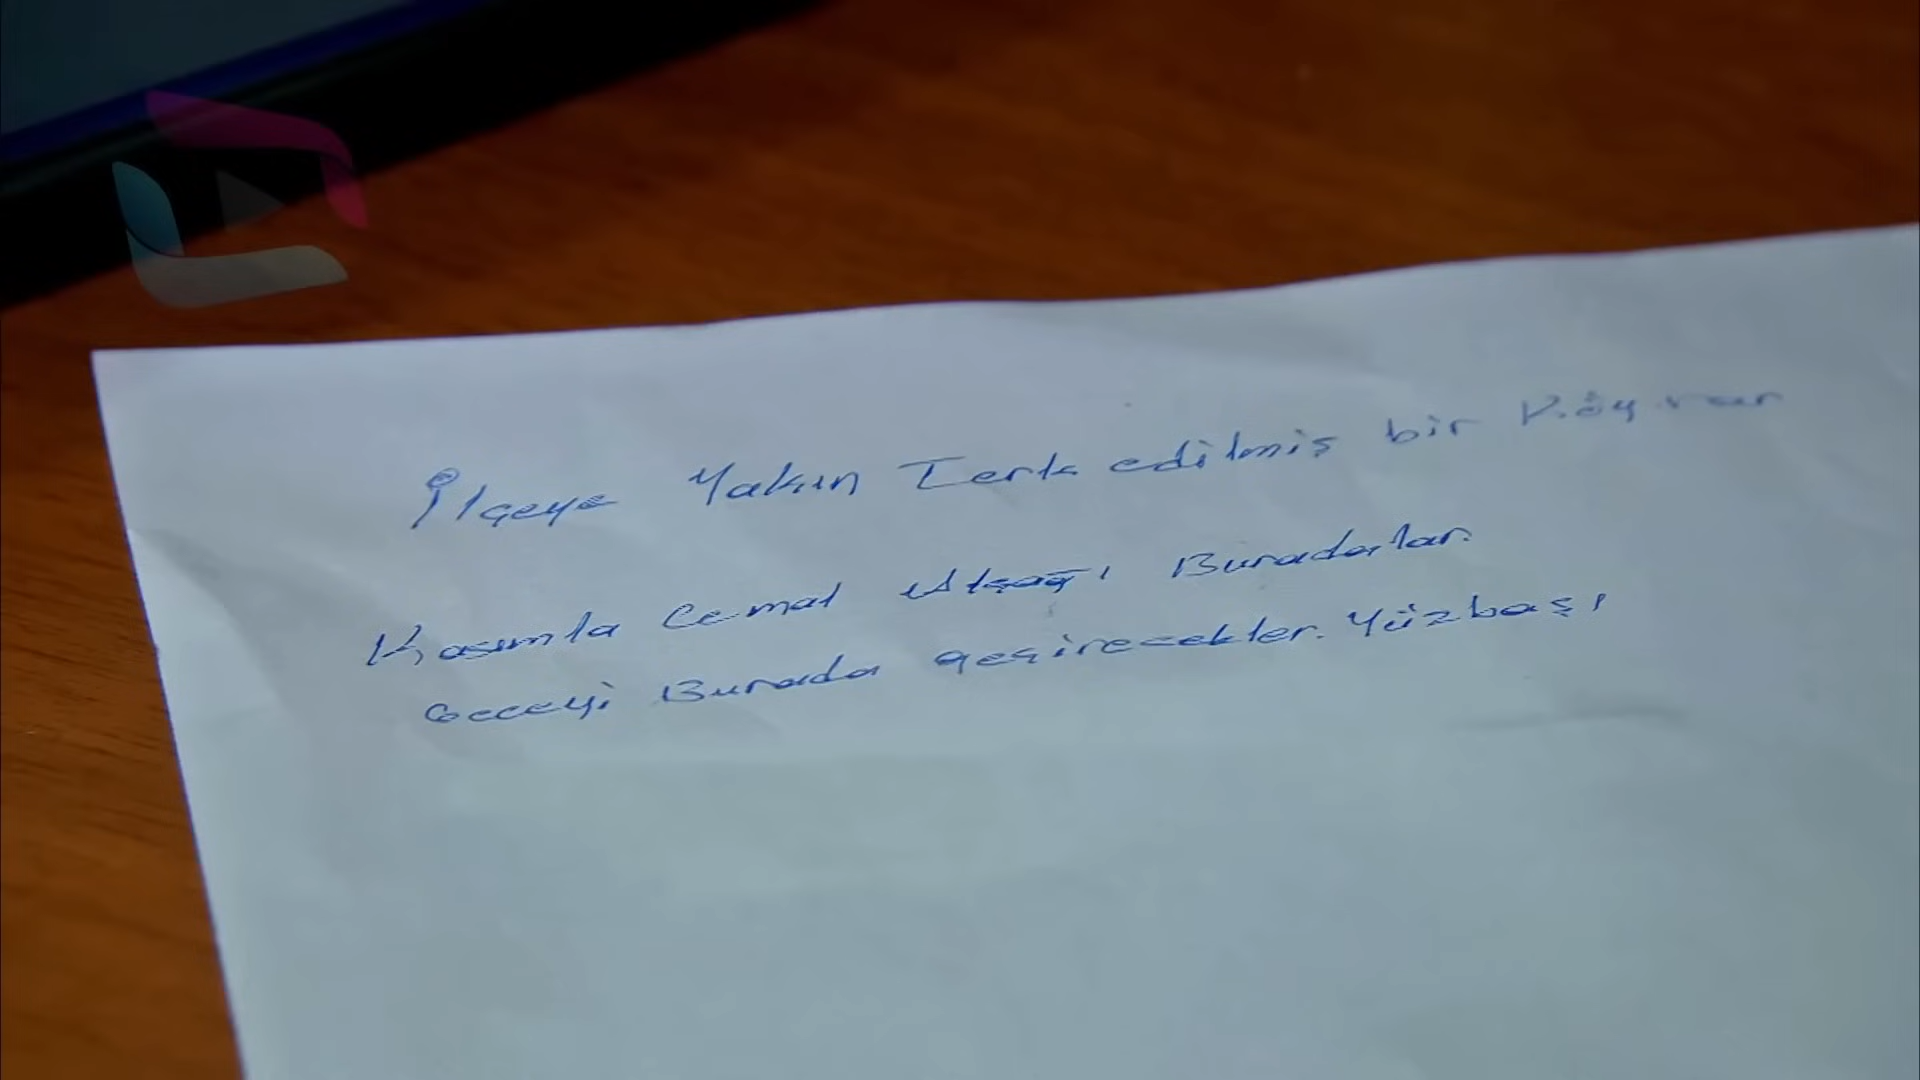 İlçeye Yakın Terk edilmiş bir Köy var
Kasımla Cemal Uşağı Buradalar.
Geceyi Burada geçirecekler. Yüzbaşı